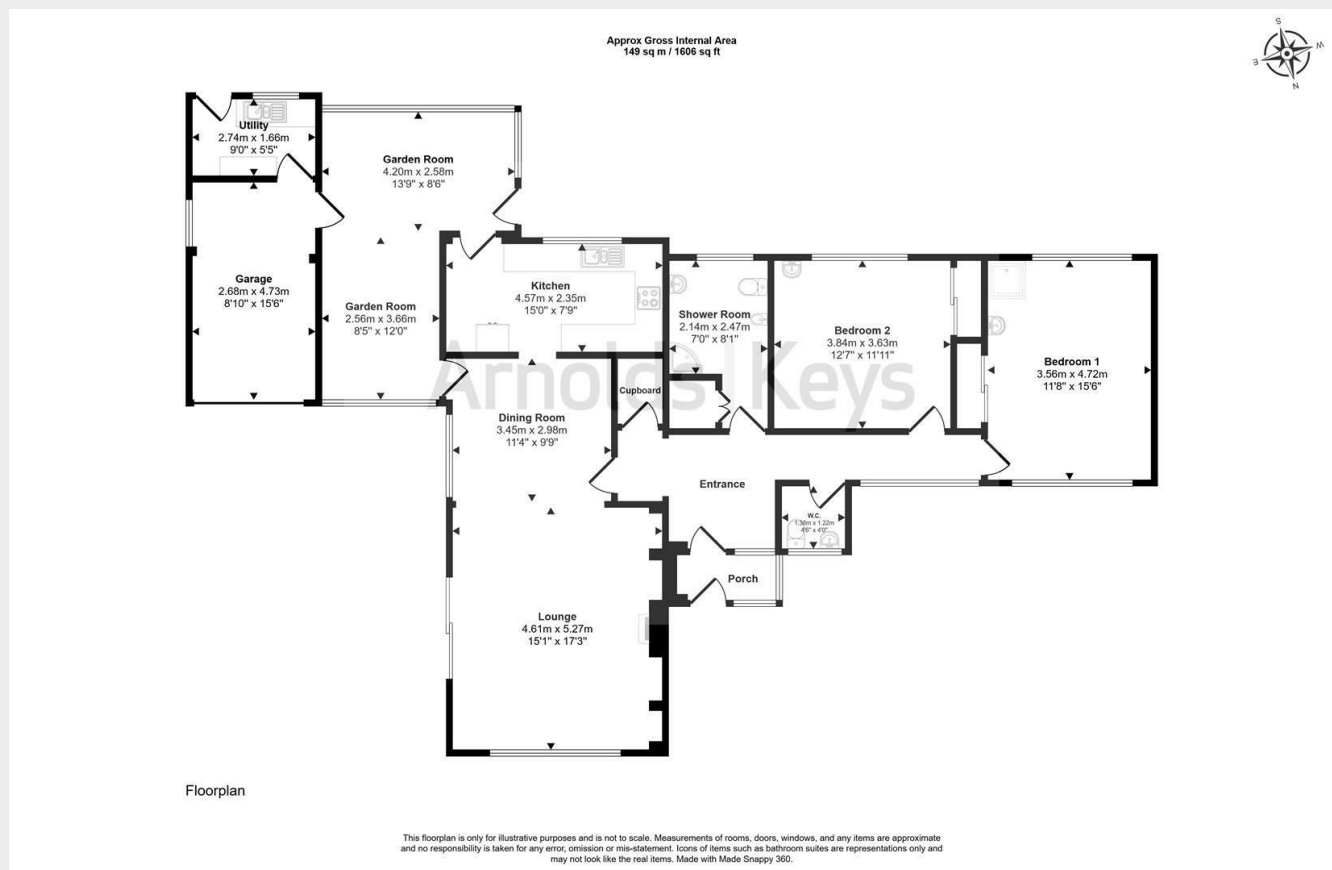 Approx Gross Internal Area
149 sq m / 1606 sq ft
S
W
E
N
Utility
2.74m x 1.66m
9'0" x 5'5"
Garden Room
4.20m x 2.58m
13'9" x 8'6"
Garage
2.68m x 4.73m
8'10" x 15'6"
Garden Room
2.56m x 3.66m
8'5" x 12'0"
Kitchen
4.57m x 2.35m
15'0" x 7'9"
Shower Room
2.14m x 2.47m
7'0" x 8'1"
Bedroom 2
3.84m x 3.63m
12'7" x 11'11"
Bedroom 1
3.56m x 4.72m
11'8" x 15'6"
Arnolds | Keys
Cupboard
Dining Room
3.45m x 2.98m
11'4" x 9'9"
Entrance
W.C.
1.38m x 1.22m
4'6" x 4'0"
Porch
Lounge
4.61m x 5.27m
15'1" x 17'3"
Floorplan
This floorplan is only for illustrative purposes and is not to scale. Measurements of rooms, doors, windows, and any items are approximate
and no responsibility is taken for any error, omission or mis-statement. Icons of items such as bathroom suites are representations only and
may not look like the real items. Made with Made Snappy 360.